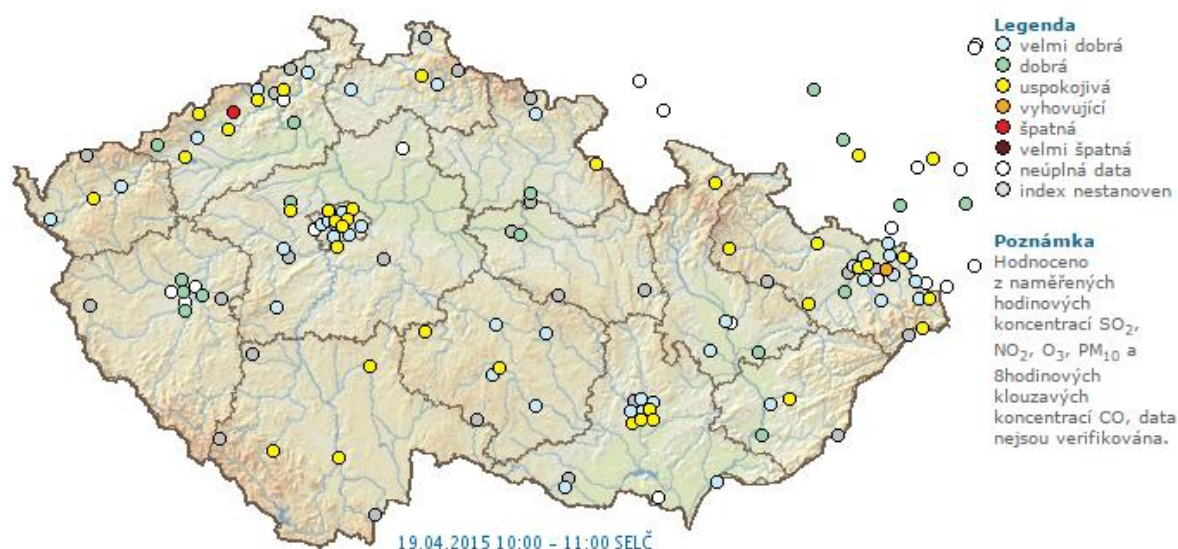 Legenda
velmi dobrá
dobrá
uspokojivá
vyhovující
špatná
velmi špatná
neúplná data
index nestanoven
Poznámka
Hodnoceno
z naměřených
hodinových
koncentrací SO₂,
NO₂, O₃, PM₁₀ a
8hodinových
klouzavých
koncentrací CO, data
nejsou verifikována.
19.04.2015 10:00 – 11:00 SELČ